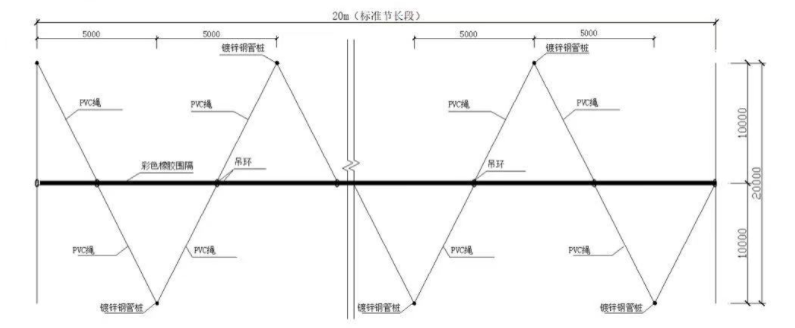 20m（标准节长段）
5000
5000
5000
5000
镀锌钢管桩
镀锌钢管桩
PVC绳
PVC绳
PVC绳
PVC绳
10000
彩色橡胶围隔
吊环
吊环
20000
PVC绳
PVC绳
PVC绳
PVC绳
10000
镀锌钢管桩
镀锌钢管桩
镀锌钢管桩